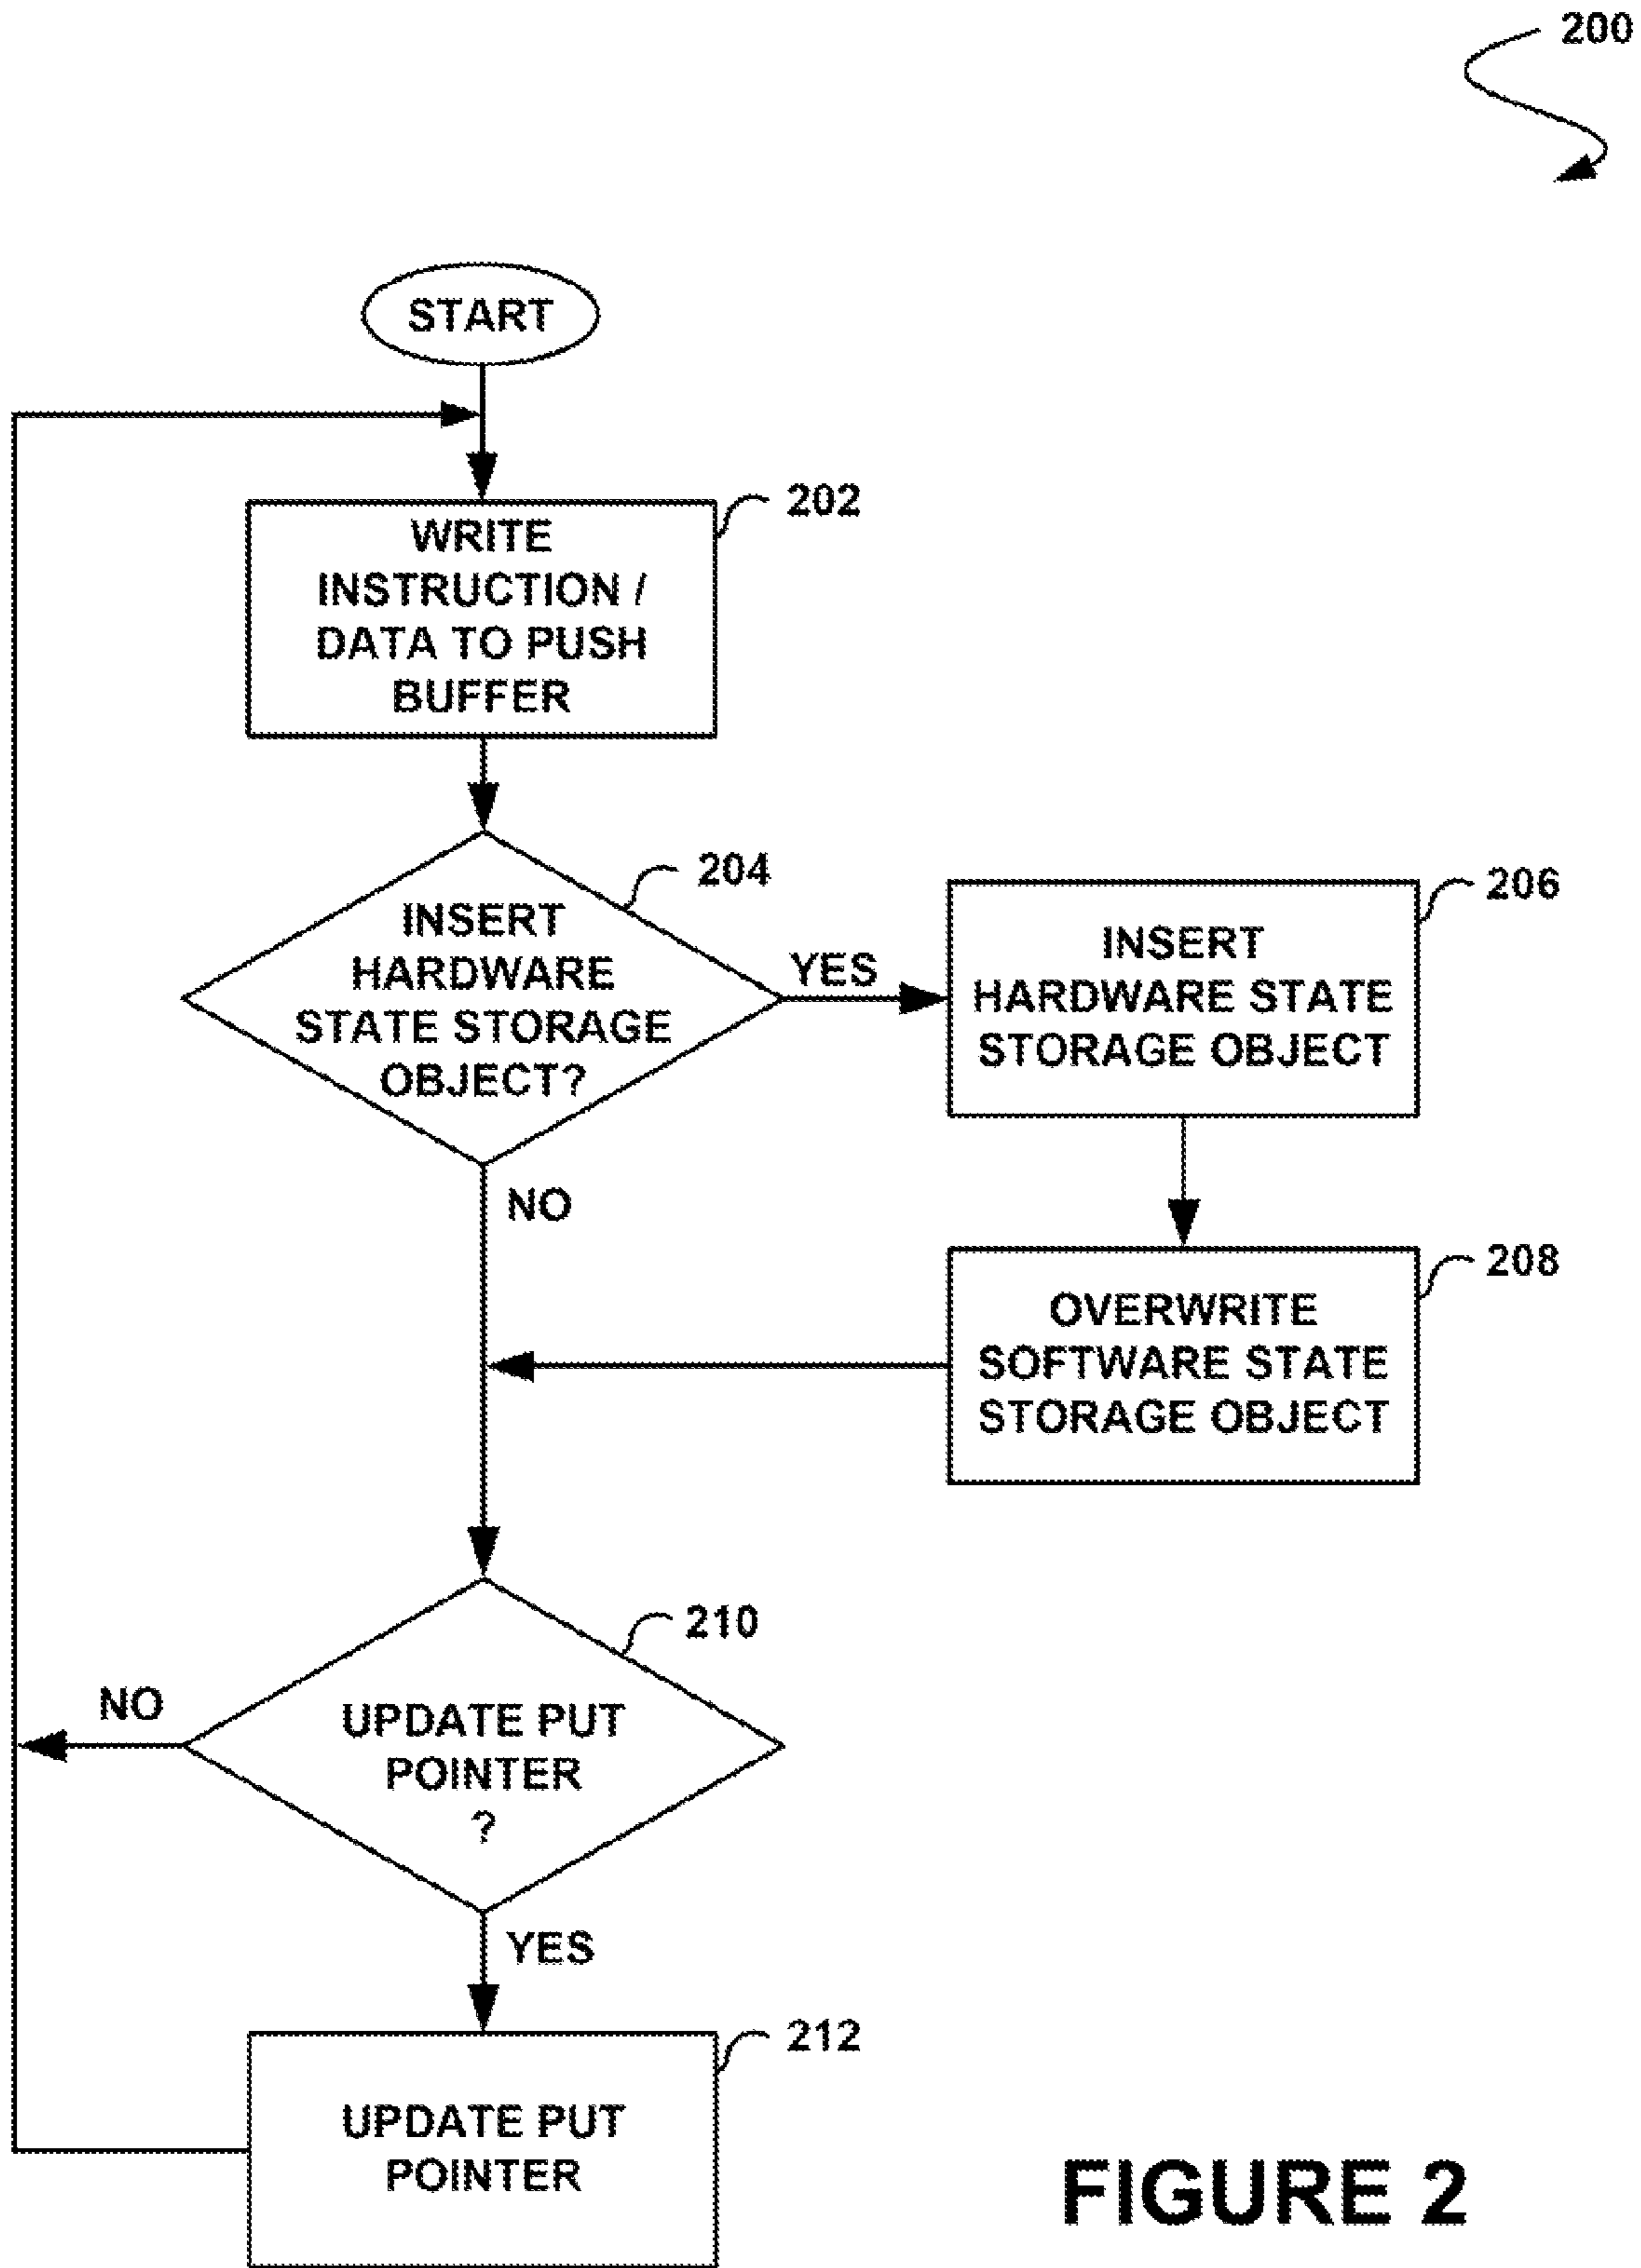 200
START
202
WRITE
INSTRUCTION /
DATA TO PUSH
BUFFER
204
INSERT
HARDWARE
STATE STORAGE
OBJECT?
YES
206
INSERT
HARDWARE STATE
STORAGE OBJECT
NO
208
OVERWRITE
SOFTWARE STATE
STORAGE OBJECT
210
NO
UPDATE PUT
POINTER
?
YES
212
UPDATE PUT
POINTER
FIGURE 2